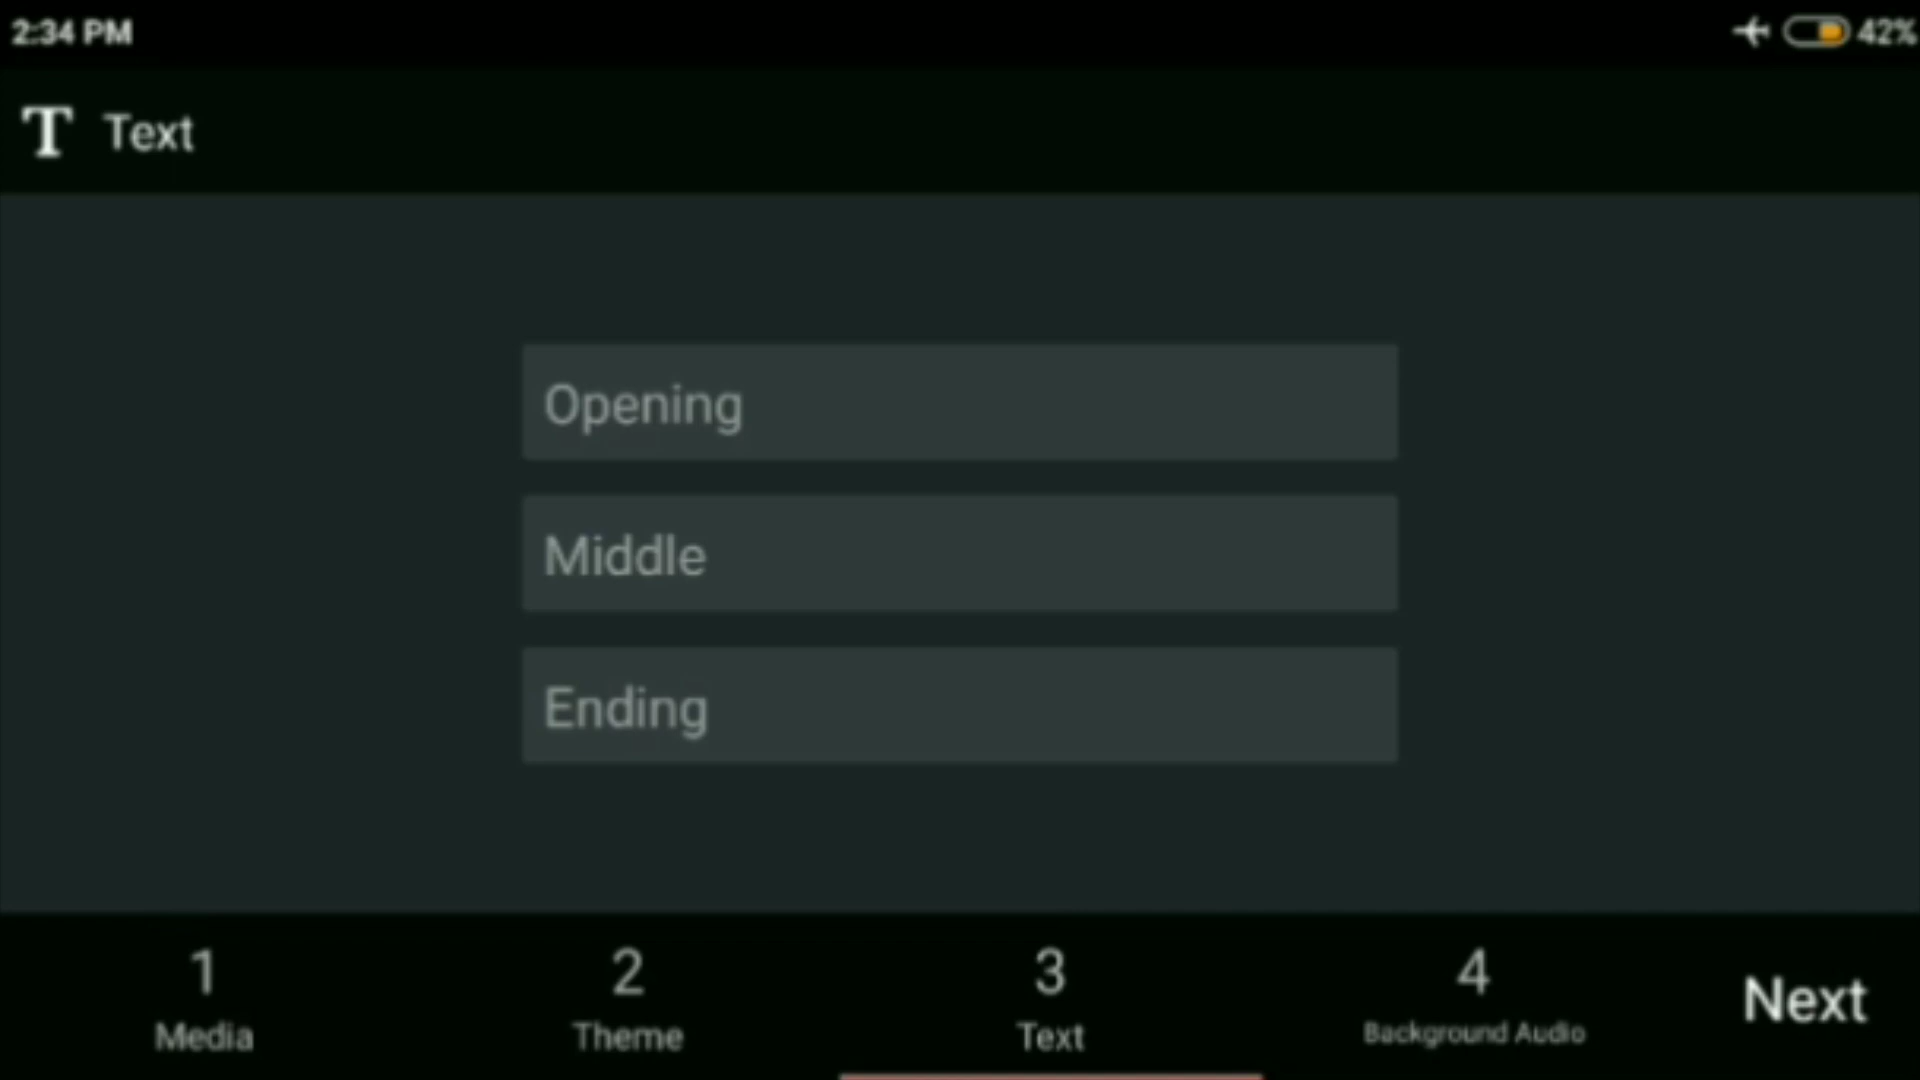 2:34 PM 42%
T Text
Opening
Middle
Ending
1 2 3 4
Media Theme Text Background Audio
Next